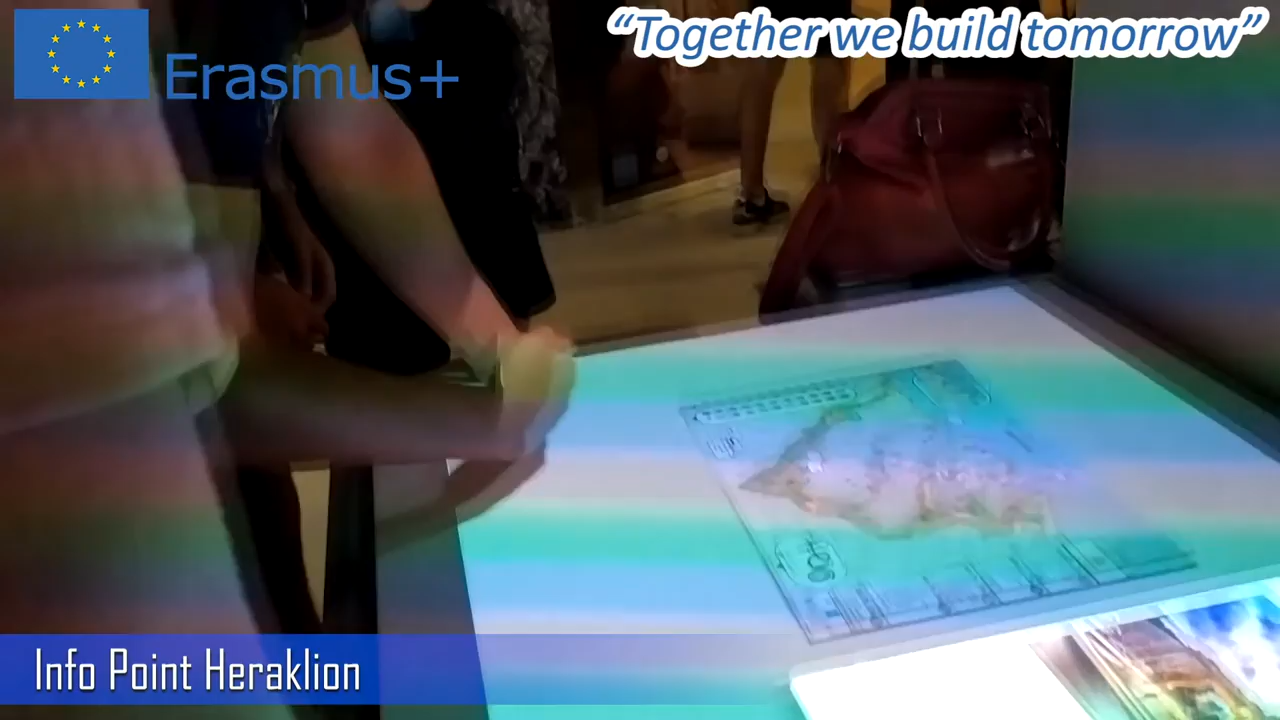 “Together we build tomorrow”
Erasmus+
Info Point Heraklion